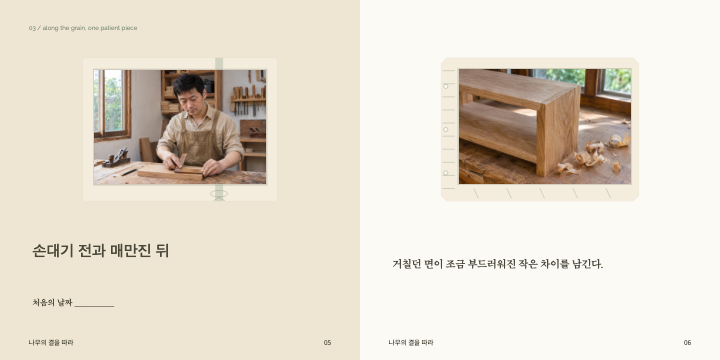 03 / along the grain, one patient piece
손대기 전과 매만진 뒤
처음의 날짜 __________
나무의 결을 따라
05
거칠던 면이 조금 부드러워진 작은 차이를 남긴다.
나무의 결을 따라
06